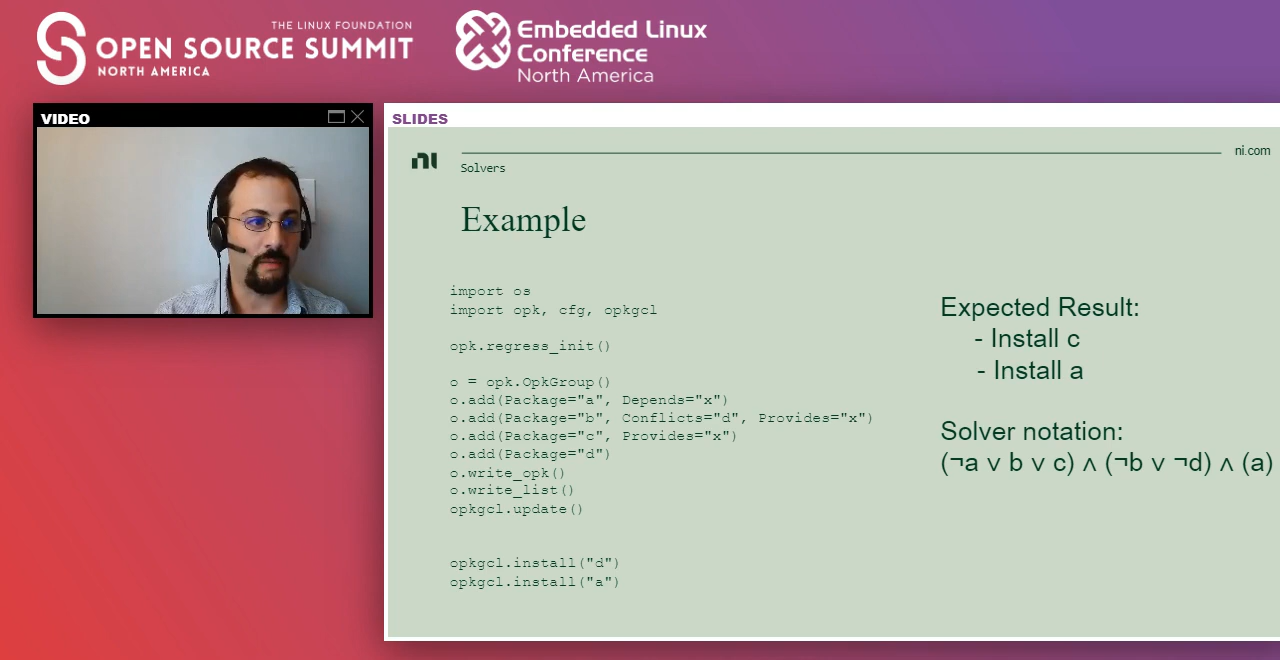 THE LINUX FOUNDATION
OPEN SOURCE SUMMIT
NORTH AMERICA
Embedded Linux
Conference
North America
VIDEO
SLIDES
ni
ni.com
Solvers
Example
import os
import opk, cfg, opkgcl
opk.regress_init()
o = opk.OpkGroup()
o.add(Package="a", Depends="x")
o.add(Package="b", Conflicts="d", Provides="x")
o.add(Package="c", Provides="x")
o.add(Package="d")
o.write_opk()
o.write_list()
opkgcl.update()
opkgcl.install("d")
opkgcl.install("a")
Expected Result:
- Install c
- Install a
Solver notation:
(¬a ∨ b ∨ c) ∧ (¬b ∨ ¬d) ∧ (a)